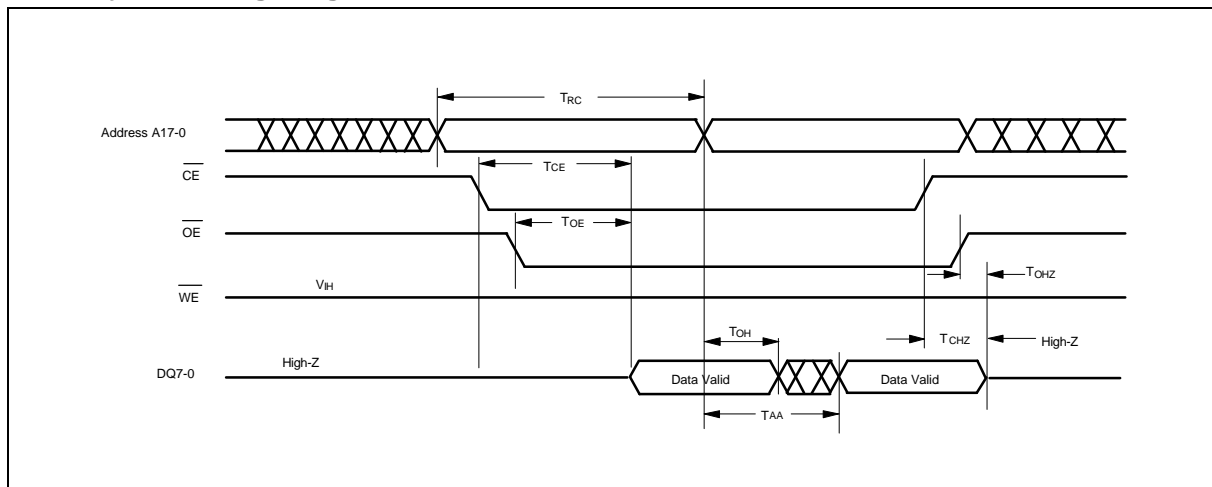 TRC
Address A17-0
TCE
CE
TOE
OE
TOHZ
VIH
WE
TOH
TCHZ
High-Z
High-Z
DQ7-0
Data Valid
Data Valid
TAA